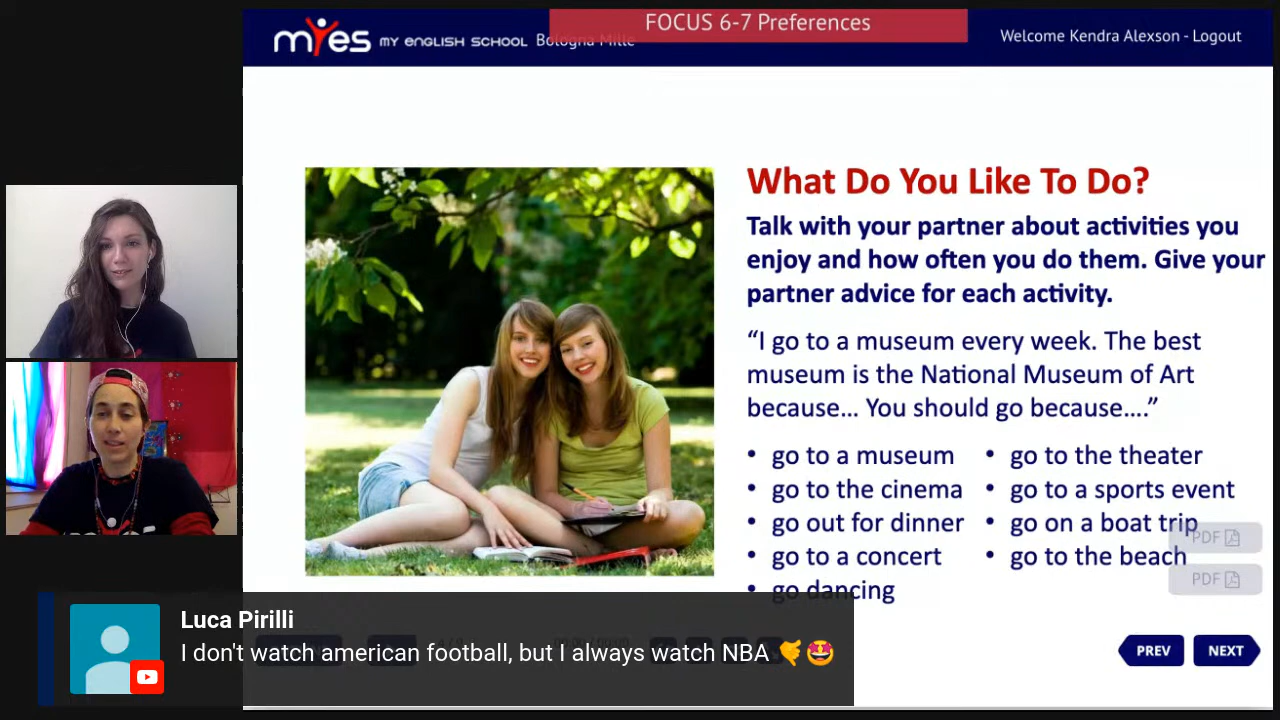 FOCUS 6-7 Preferences
myes MY ENGLISH SCHOOL Bologna Mille
Welcome Kendra Alexson - Logout
What Do You Like To Do?
Talk with your partner about activities you
enjoy and how often you do them. Give your
partner advice for each activity.
“I go to a museum every week. The best
museum is the National Museum of Art
because... You should go because....”
• go to a museum
• go to the cinema
• go out for dinner
• go to a concert
• go dancing
• go to the theater
• go to a sports event
• go on a boat trip
• go to the beach
PDF
PDF
Luca Pirilli
I don't watch american football, but I always watch NBA 🤙🤩
PREV
NEXT